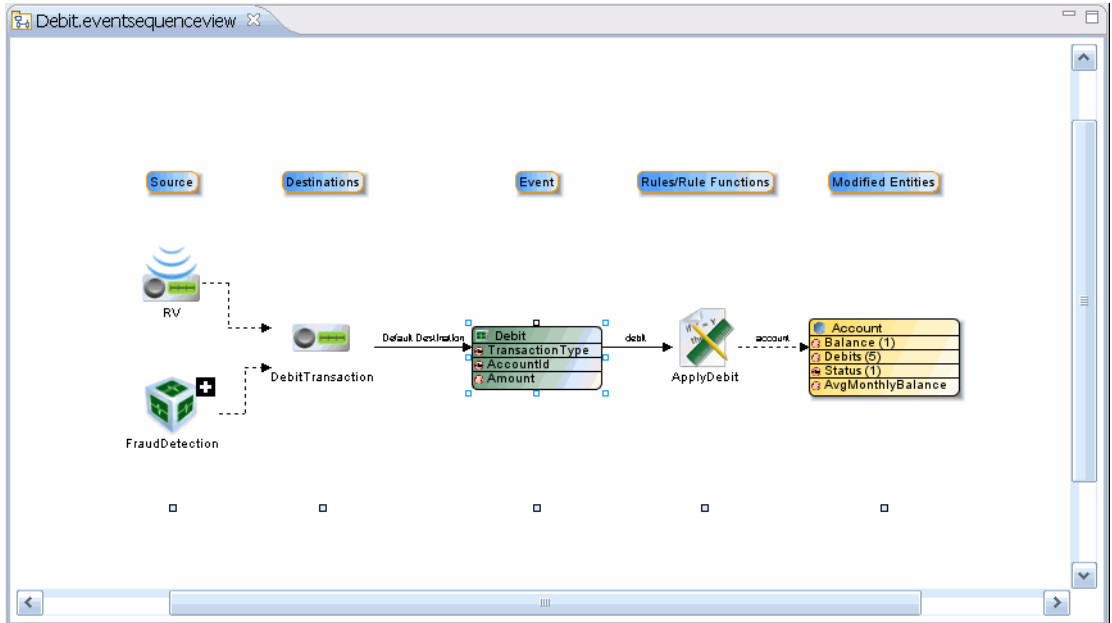 Debit.eventsequenceview
Source
Destinations
Event
Rules/Rule Functions
Modified Entities
RV
DebitTransaction
Default Destination
Debit
TransactionType
AccountId
Amount
debit
ApplyDebit
account
Account
Balance (1)
Debits (5)
Status (1)
AvgMonthlyBalance
FraudDetection